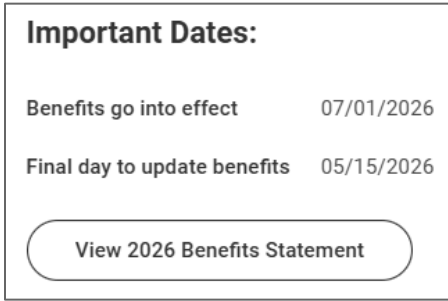 Important Dates:
Benefits go into effect 07/01/2026
Final day to update benefits 05/15/2026
View 2026 Benefits Statement